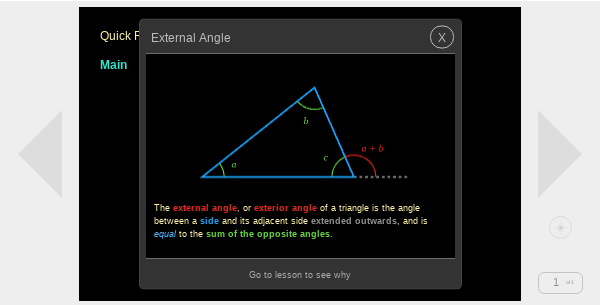 Quick
External Angle
X
Main
b
a + b
c
a
The external angle, or exterior angle of a triangle is the angle
between a side and its adjacent side extended outwards, and is
equal to the sum of the opposite angles.
Go to lesson to see why
1 of 1